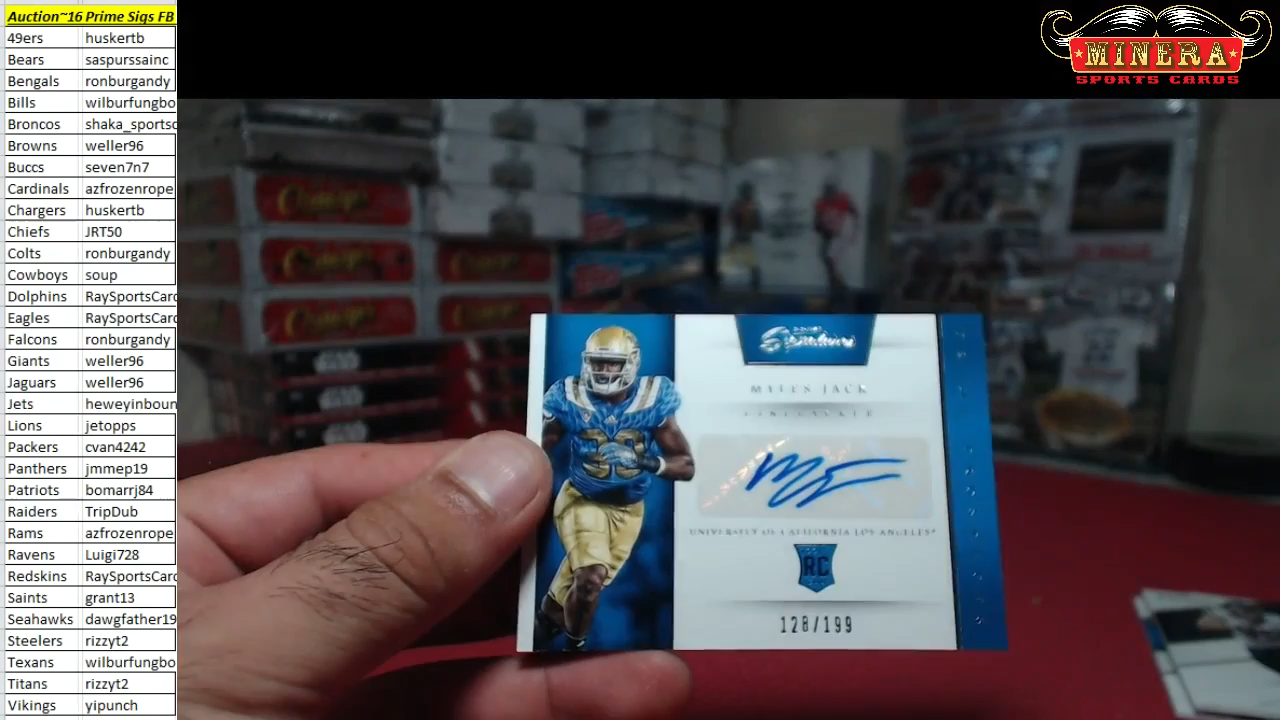 Auction~16 Prime Sigs FB
49ers huskertb
Bears saspurssainc
Bengals ronburgandy
Bills wilburfungbo
Broncos shaka_sportsc
Browns weller96
Buccs seven7n7
Cardinals azfrozenrope
Chargers huskertb
Chiefs JRT50
Colts ronburgandy
Cowboys soup
Dolphins RaySportsCard
Eagles RaySportsCard
Falcons ronburgandy
Giants weller96
Jaguars weller96
Jets heweyinboun
Lions jetopps
Packers cvan4242
Panthers jmmep19
Patriots bomarrj84
Raiders TripDub
Rams azfrozenrope
Ravens Luigi728
Redskins RaySportsCard
Saints grant13
Seahawks dawgfather19
Steelers rizzyt2
Texans wilburfungbo
Titans rizzyt2
Vikings yipunch
MINERA
SPORTS CARDS
Signatures
MYLES JACK
LINEBACKER
UNIVERSITY OF CALIFORNIA LOS ANGELES
RC
128/199